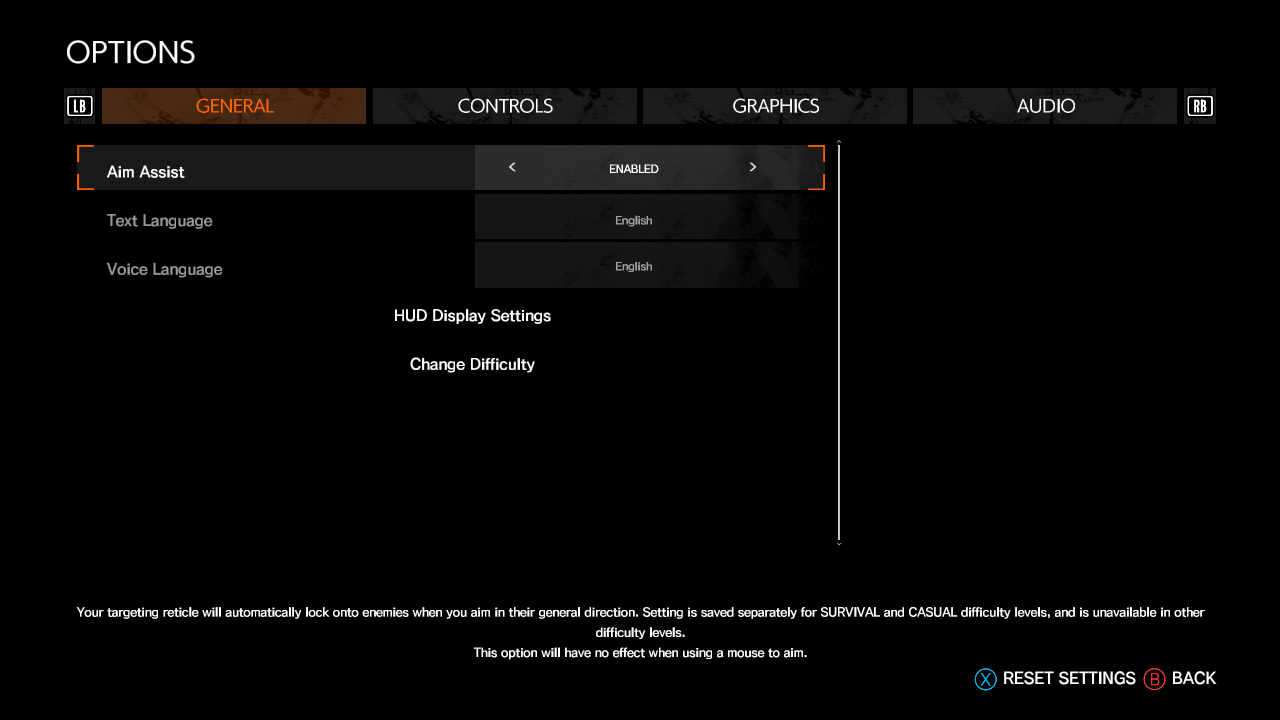 OPTIONS
LB GENERAL CONTROLS GRAPHICS AUDIO RB
Aim Assist < ENABLED >
Text Language English
Voice Language English
HUD Display Settings
Change Difficulty
Your targeting reticle will automatically lock onto enemies when you aim in their general direction. Setting is saved separately for SURVIVAL and CASUAL difficulty levels, and is unavailable in other
difficulty levels.
This option will have no effect when using a mouse to aim.
X RESET SETTINGS B BACK